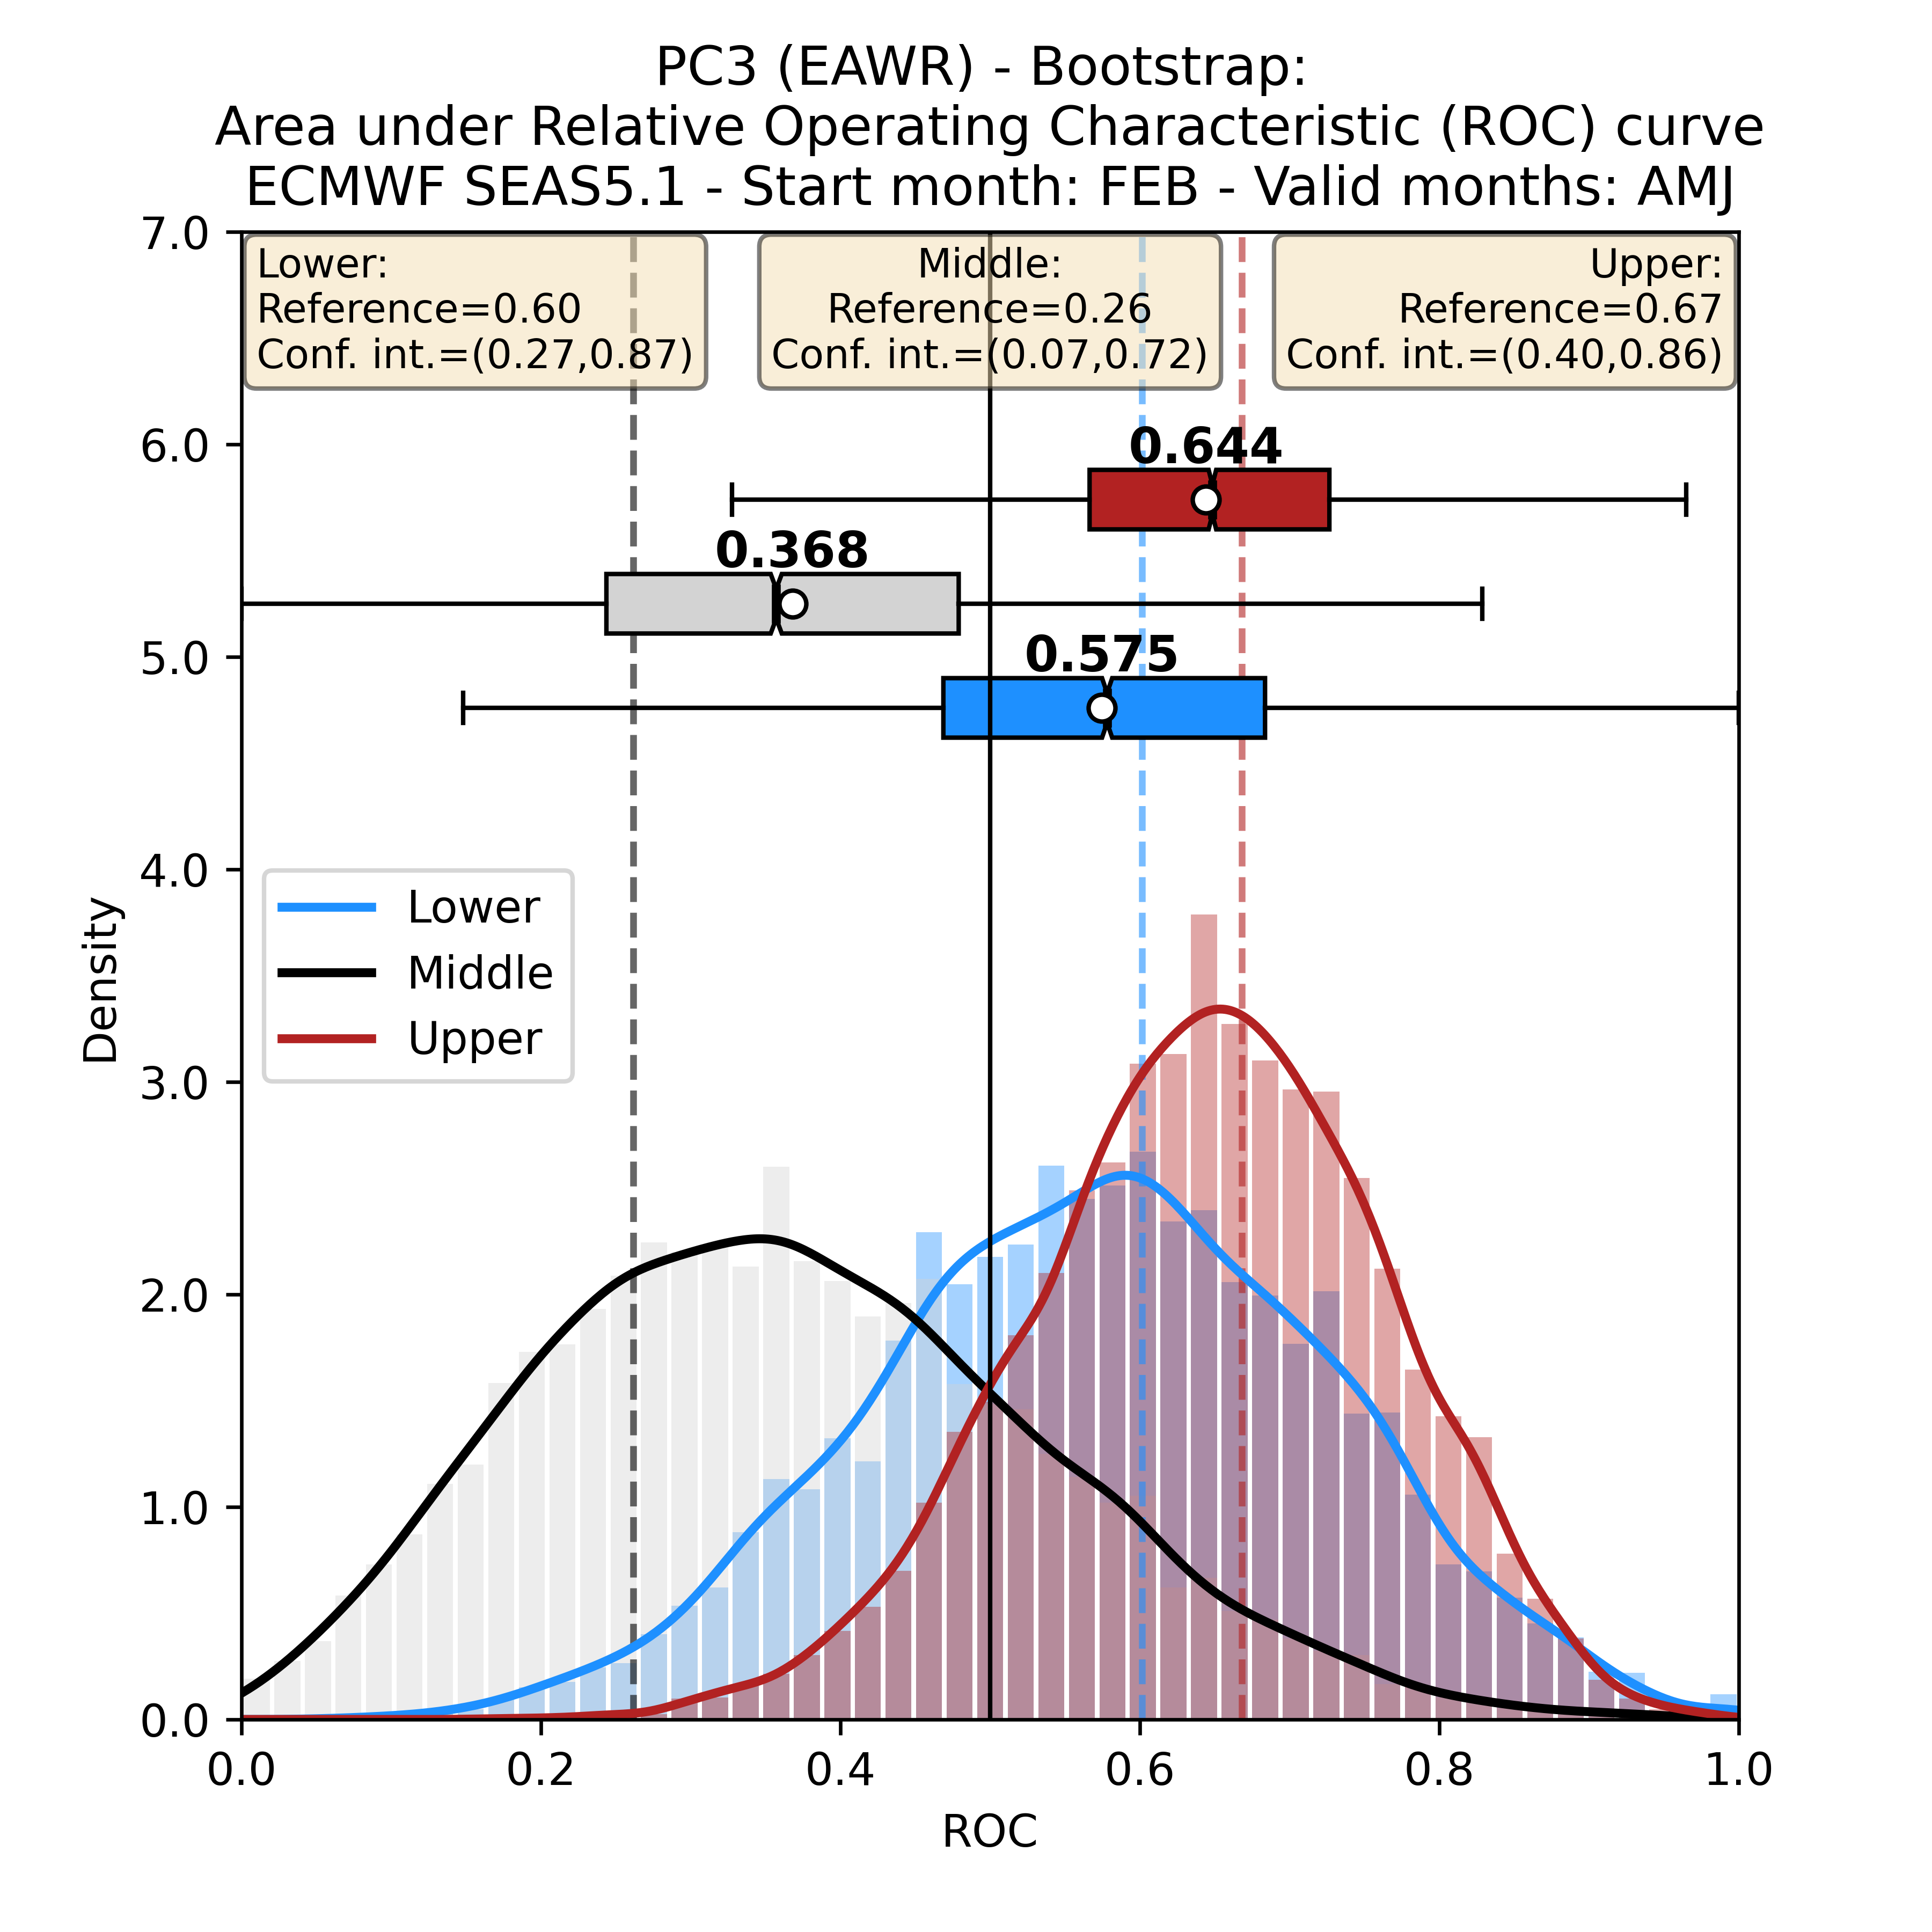 PC3 (EAWR) - Bootstrap:
Area under Relative Operating Characteristic (ROC) curve
ECMWF SEAS5.1 - Start month: FEB - Valid months: AMJ
Lower:
Reference=0.60
Conf. int.=(0.27,0.87)
Middle:
Reference=0.26
Conf. int.=(0.07,0.72)
Upper:
Reference=0.67
Conf. int.=(0.40,0.86)
0.644
0.368
0.575
Lower
Middle
Upper
Density
7.0
6.0
5.0
4.0
3.0
2.0
1.0
0.0
0.0
0.2
0.4
0.6
0.8
1.0
ROC